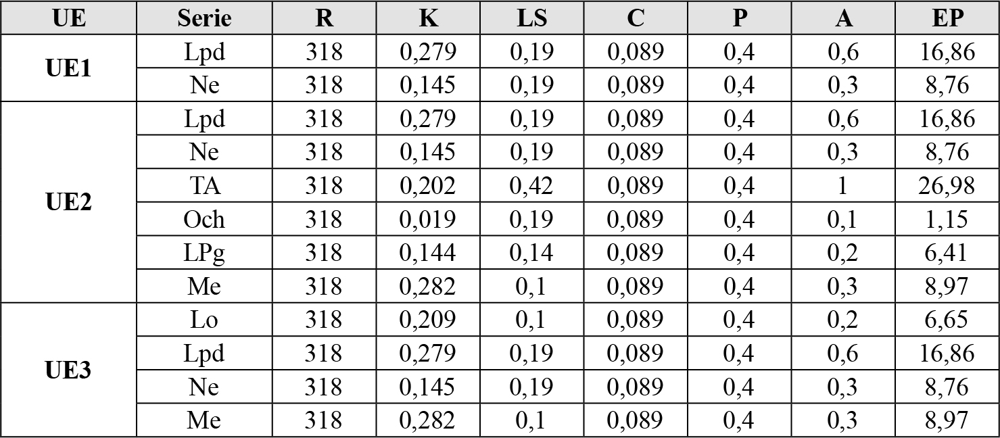 UE Serie R K LS C P A EP
UE1 Lpd 318 0,279 0,19 0,089 0,4 0,6 16,86
Ne 318 0,145 0,19 0,089 0,4 0,3 8,76
UE2 Lpd 318 0,279 0,19 0,089 0,4 0,6 16,86
Ne 318 0,145 0,19 0,089 0,4 0,3 8,76
TA 318 0,202 0,42 0,089 0,4 1 26,98
Och 318 0,019 0,19 0,089 0,4 0,1 1,15
LPg 318 0,144 0,14 0,089 0,4 0,2 6,41
Me 318 0,282 0,1 0,089 0,4 0,3 8,97
UE3 Lo 318 0,209 0,1 0,089 0,4 0,2 6,65
Lpd 318 0,279 0,19 0,089 0,4 0,6 16,86
Ne 318 0,145 0,19 0,089 0,4 0,3 8,76
Me 318 0,282 0,1 0,089 0,4 0,3 8,97